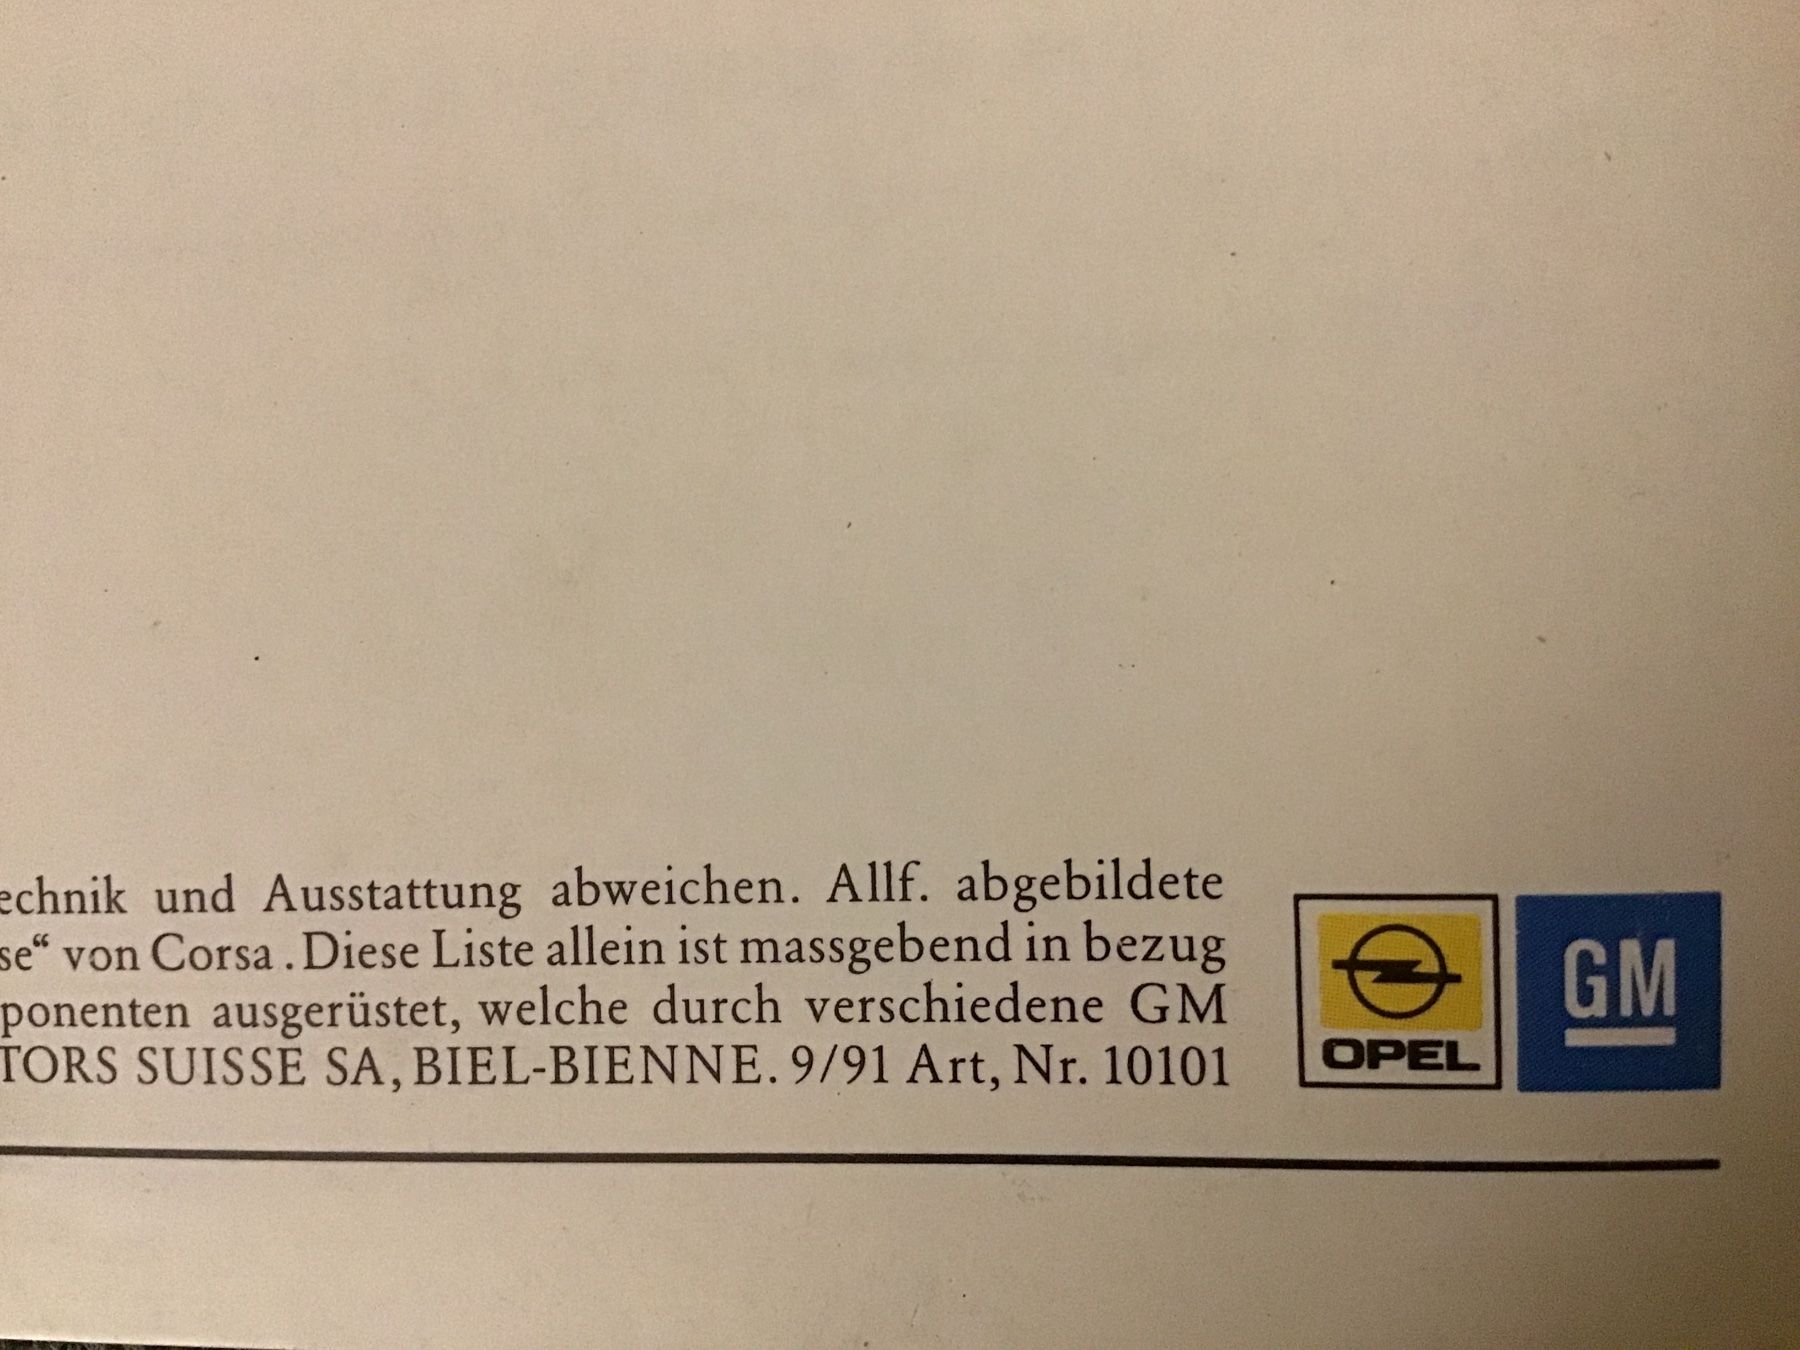 echnik und Ausstattung abweichen. Allf. abgebildete
se“ von Corsa . Diese Liste allein ist massgebend in bezug
ponenten ausgerüstet, welche durch verschiedene GM
TORS SUISSE SA, BIEL-BIENNE. 9/91 Art, Nr. 10101
OPEL
GM